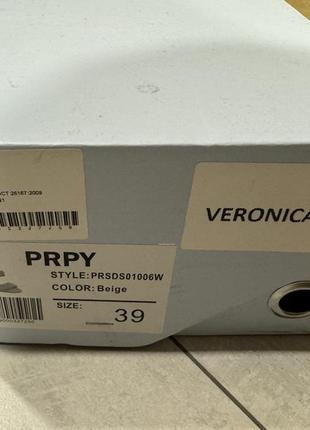 VERONICA
PRPY
STYLE:PRSDS01006W
COLOR:Beige
SIZE: 39